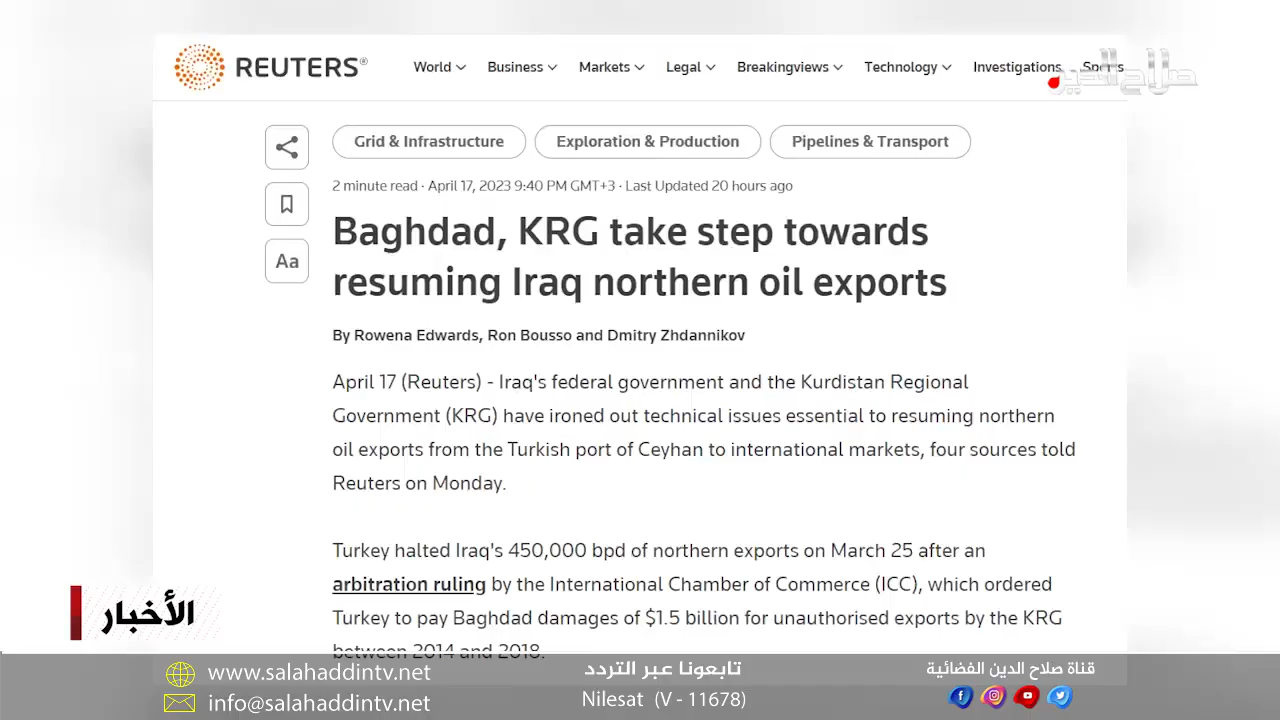 REUTERS®
World Business Markets Legal Breakingviews Technology Investigations Sports
صلاح الدين
Grid & Infrastructure Exploration & Production Pipelines & Transport
2 minute read · April 17, 2023 9:40 PM GMT+3 · Last Updated 20 hours ago
Aa
Baghdad, KRG take step towards
resuming Iraq northern oil exports
By Rowena Edwards, Ron Bousso and Dmitry Zhdannikov
April 17 (Reuters) - Iraq's federal government and the Kurdistan Regional
Government (KRG) have ironed out technical issues essential to resuming northern
oil exports from the Turkish port of Ceyhan to international markets, four sources told
Reuters on Monday.
Turkey halted Iraq's 450,000 bpd of northern exports on March 25 after an
arbitration ruling by the International Chamber of Commerce (ICC), which ordered
Turkey to pay Baghdad damages of $1.5 billion for unauthorised exports by the KRG
between 2014 and 2018.
الأخبار
www.salahaddintv.net
info@salahaddintv.net
تابعونا عبر التردد
Nilesat (V - 11678)
قناة صلاح الدين الفضائية